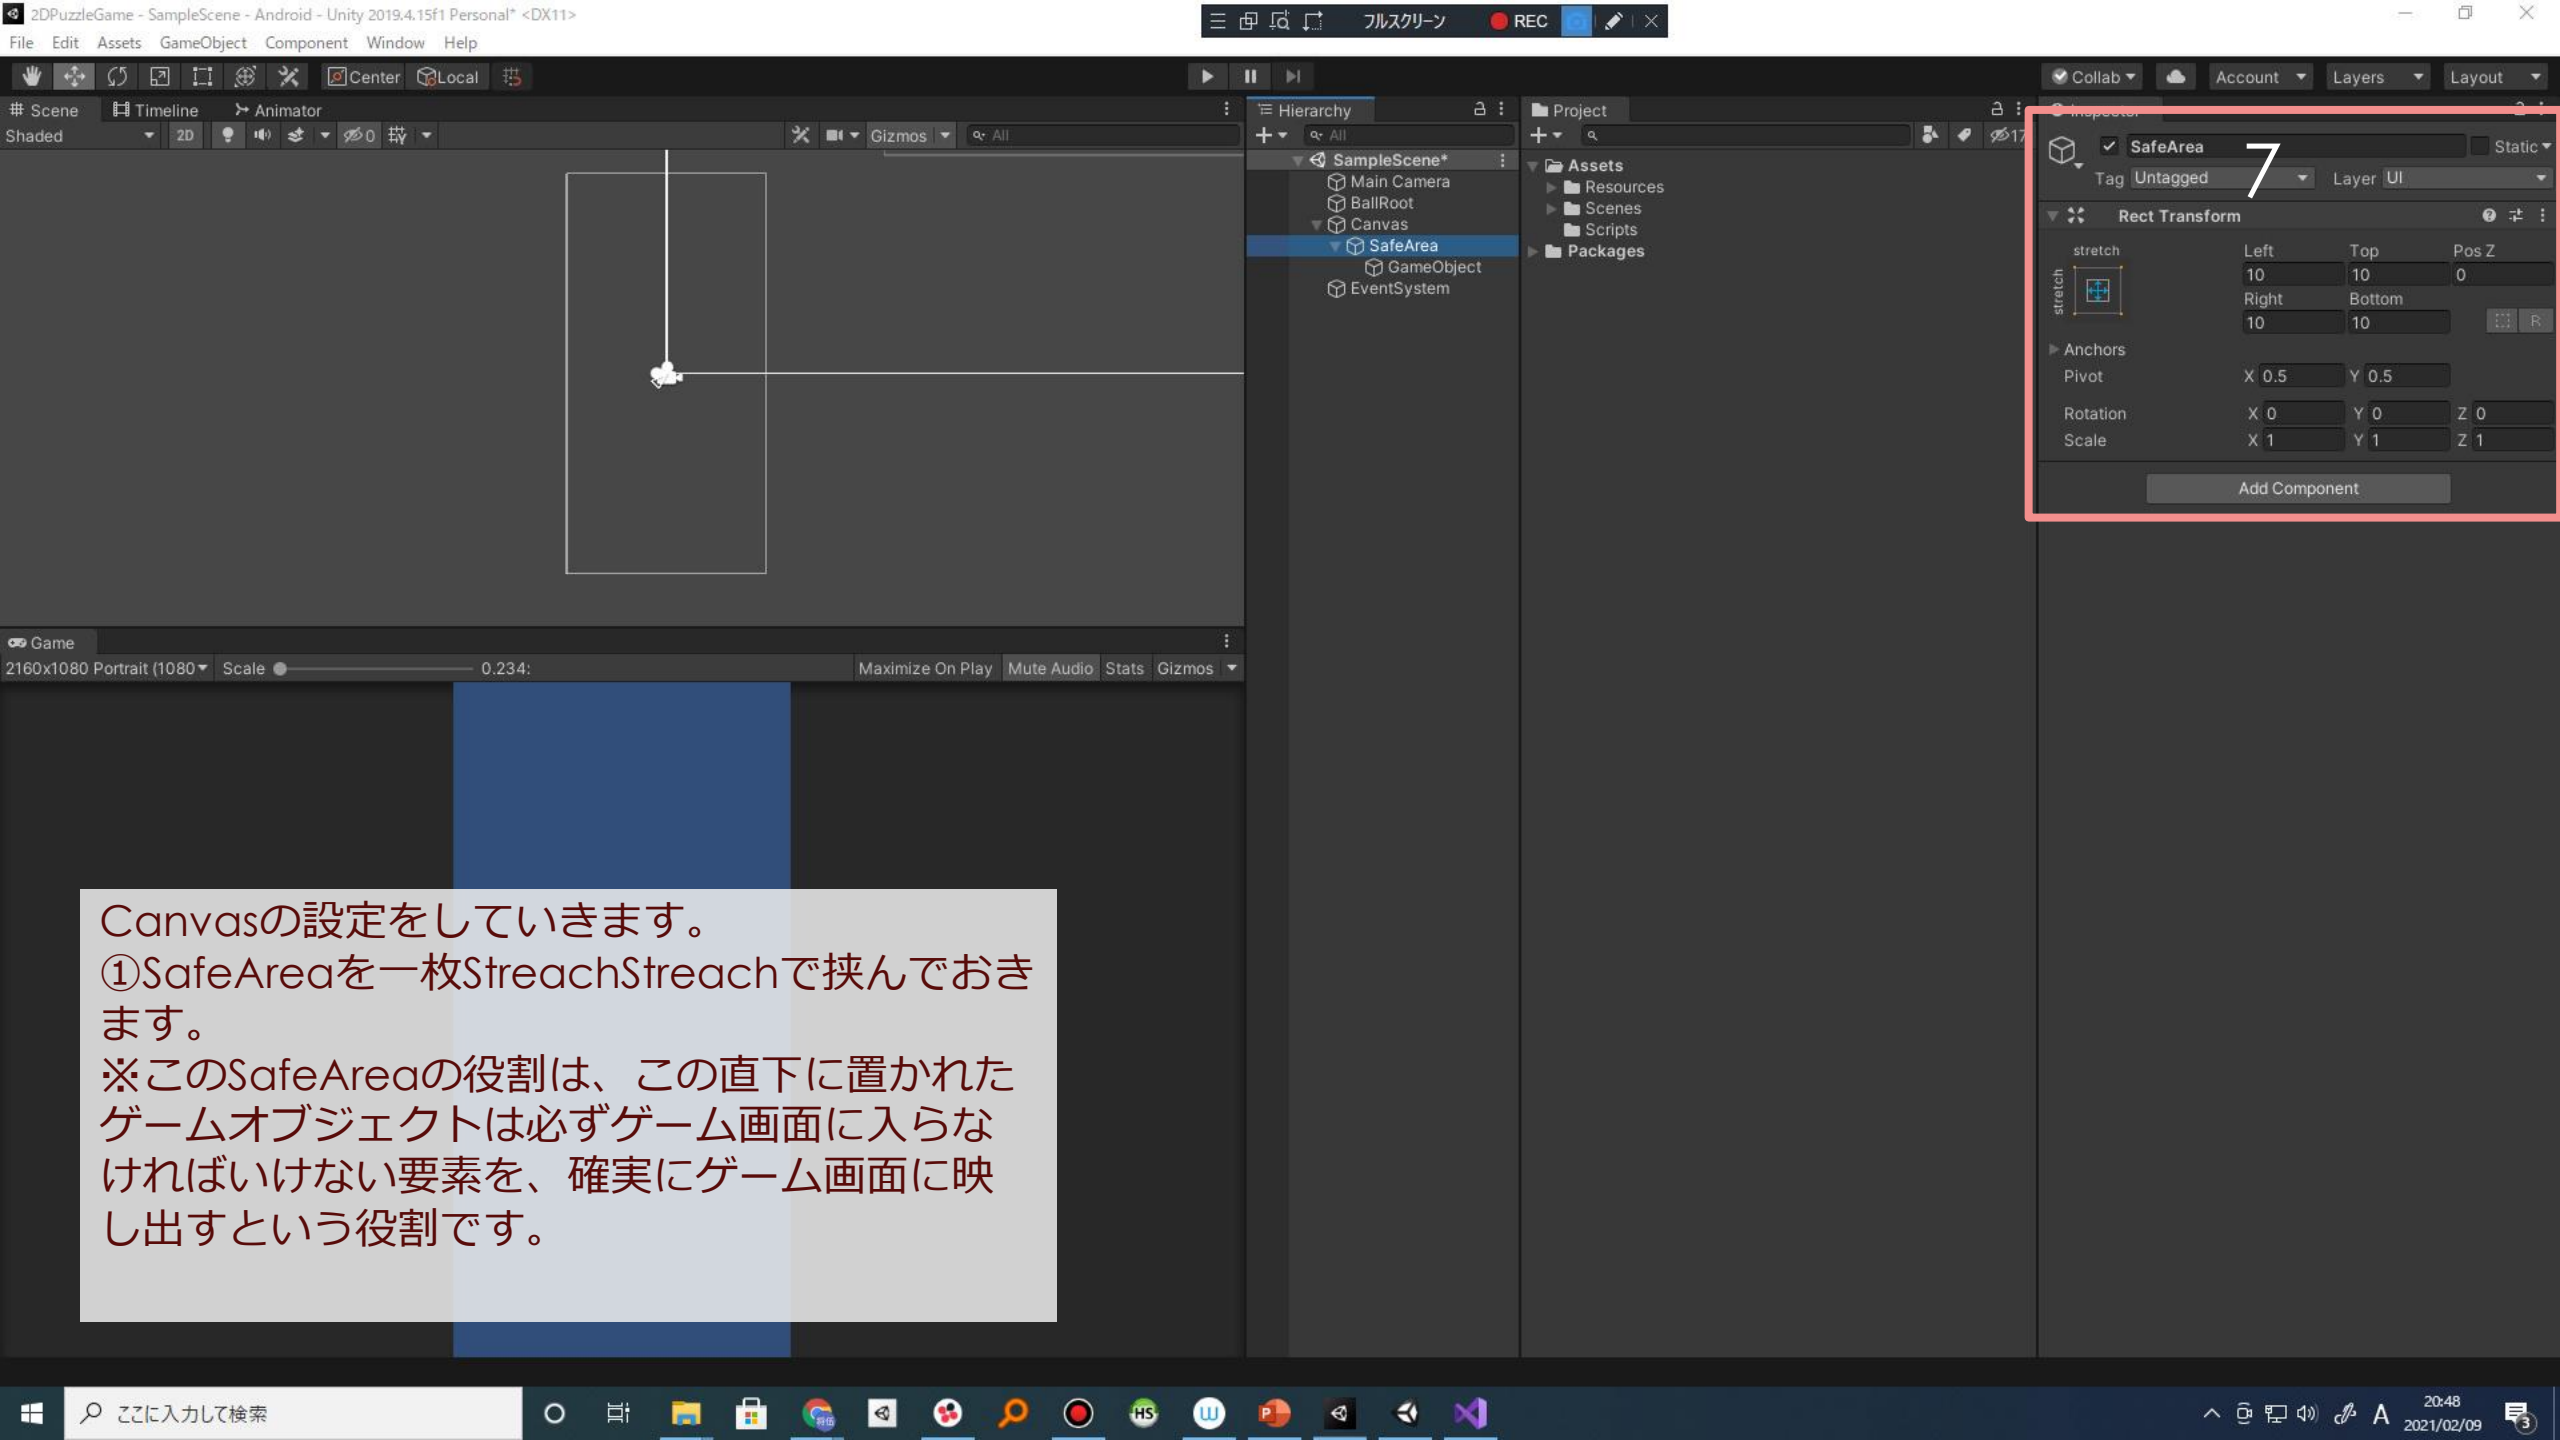 2DPuzzleGame - SampleScene - Android - Unity 2019.4.15f1 Personal* <DX11>
フルスクリーン REC
File Edit Assets GameObject Component Window Help
Center Local
Collab Account Layers Layout
Scene Timeline Animator
Hierarchy
Project
Inspector
Shaded 2D 0 Gizmos All
All
17
SampleScene*
Main Camera
BallRoot
Canvas
SafeArea
GameObject
EventSystem
Assets
Resources
Scenes
Scripts
Packages
7
SafeArea Static
Tag Untagged Layer UI
Rect Transform
stretch Left Top Pos Z
stretch 10 10 0
Right Bottom
10 10 R
Anchors
Pivot X 0.5 Y 0.5
Rotation X 0 Y 0 Z 0
Scale X 1 Y 1 Z 1
Add Component
Game
2160x1080 Portrait (1080 Scale 0.234: Maximize On Play Mute Audio Stats Gizmos
Canvasの設定をしていきます。
①SafeAreaを一枚StreachStreachで挟んでおき
ます。
※このSafeAreaの役割は、この直下に置かれた
ゲームオブジェクトは必ずゲーム画面に入らな
ければいけない要素を、確実にゲーム画面に映
し出すという役割です。
ここに入力して検索
HS
A
20:48
2021/02/09
3